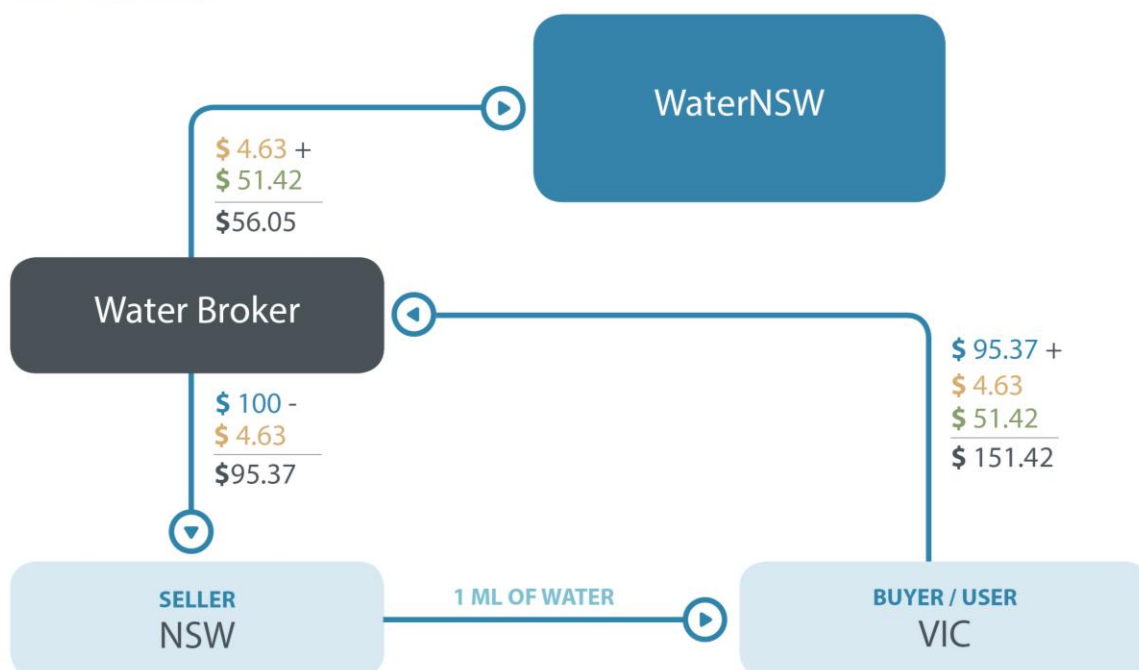 WaterNSW
$ 4.63 +
$ 51.42
$56.05
Water Broker
$ 95.37 +
$ 4.63
$ 51.42
$ 151.42
$ 100 -
$ 4.63
$95.37
SELLER
NSW
1 ML OF WATER
BUYER / USER
VIC